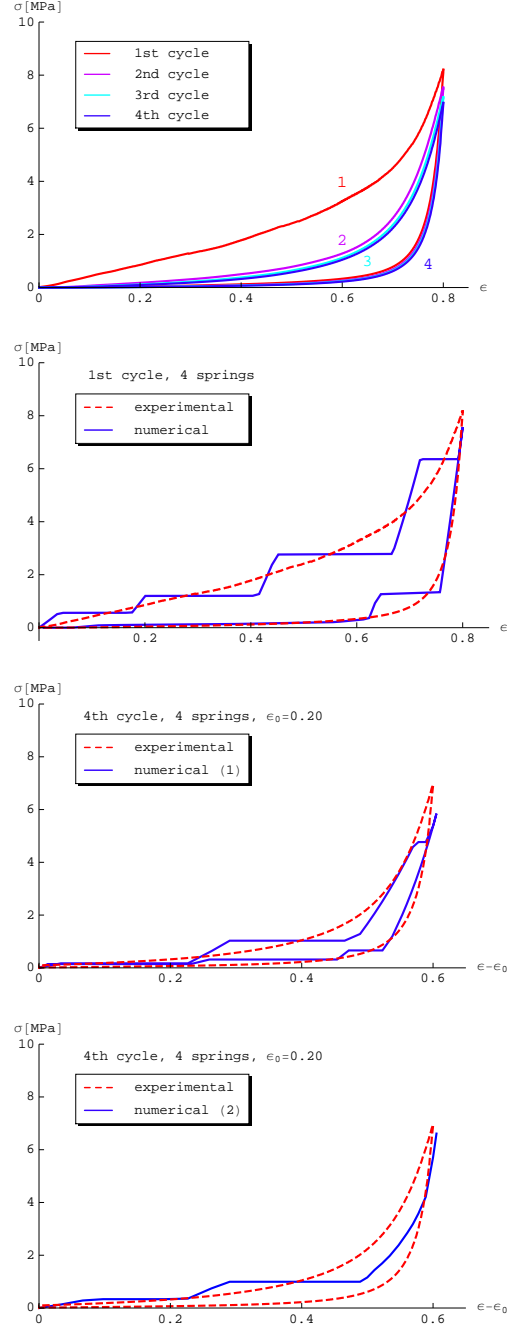 σ[MPa]
10
1st cycle
2nd cycle
8
3rd cycle
4th cycle
6
4
1
2
2
3
4
0
0
0.2
0.4
0.6
0.8
ϵ
σ[MPa]
10
1st cycle, 4 springs
experimental
8
numerical
6
4
2
0
0.2
0.4
0.6
0.8
ϵ
σ[MPa]
10
4th cycle, 4 springs, ϵ₀=0.20
experimental
8
numerical (1)
6
4
2
0
0
0.2
0.4
0.6
ϵ-ϵ₀
σ[MPa]
10
4th cycle, 4 springs, ϵ₀=0.20
experimental
8
numerical (2)
6
4
2
0
0
0.2
0.4
0.6
ϵ-ϵ₀